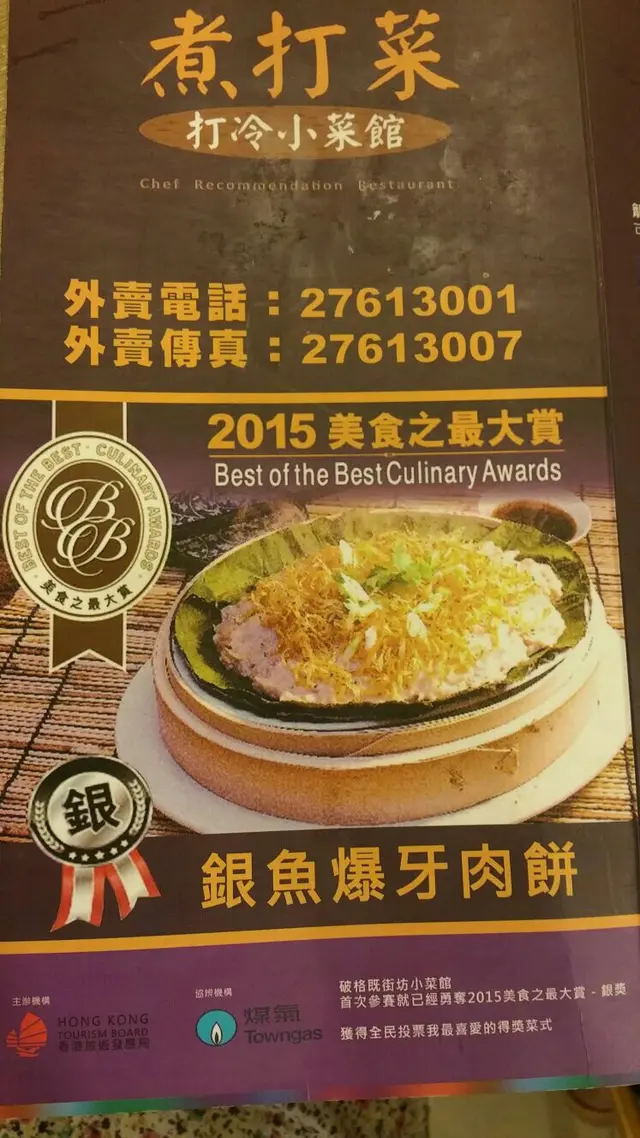 煮打菜
打冷小菜館
Chef Recommendation Restaurant
外賣電話：27613001
外賣傳真：27613007
2015 美食之最大賞
Best of the Best Culinary Awards
BEST OF THE BEST · CULINARY AWARDS
BB
美食之最大賞
銀
銀魚爆牙肉餅
主辦機構
HONG KONG
TOURISM BOARD
香港旅遊發展局
協辦機構
煤氣
Towngas
破格既街坊小菜館
首次參賽就已經勇奪2015美食之最大賞 - 銀獎
獲得全民投票我最喜愛的得獎菜式